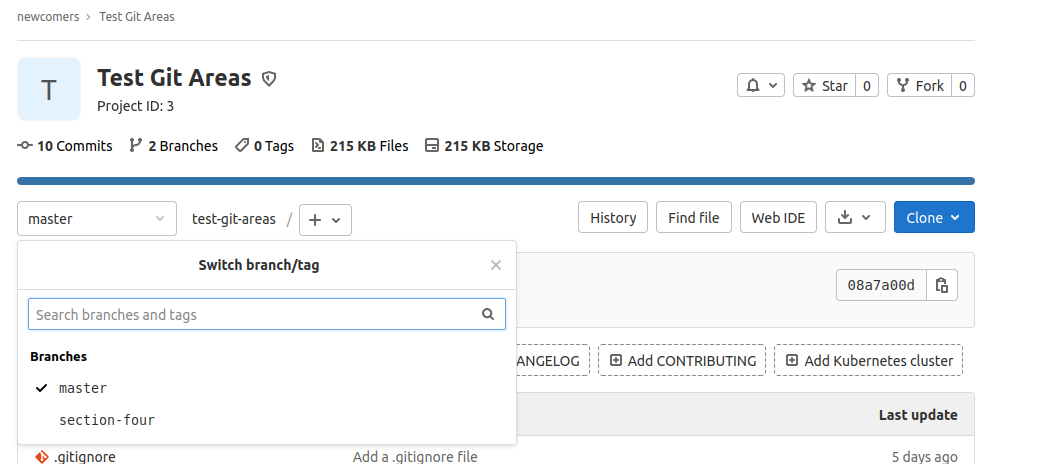 newcomers › Test Git Areas
T
Test Git Areas
Project ID: 3
Star 0
Fork 0
10 Commits 2 Branches 0 Tags 215 KB Files 215 KB Storage
master
test-git-areas /
History
Find file
Web IDE
Clone
Switch branch/tag
08a7a00d
Search branches and tags
Branches
ANGELOG
Add CONTRIBUTING
Add Kubernetes cluster
master
section-four
Last update
.gitignore
Add a .gitignore file
5 days ago